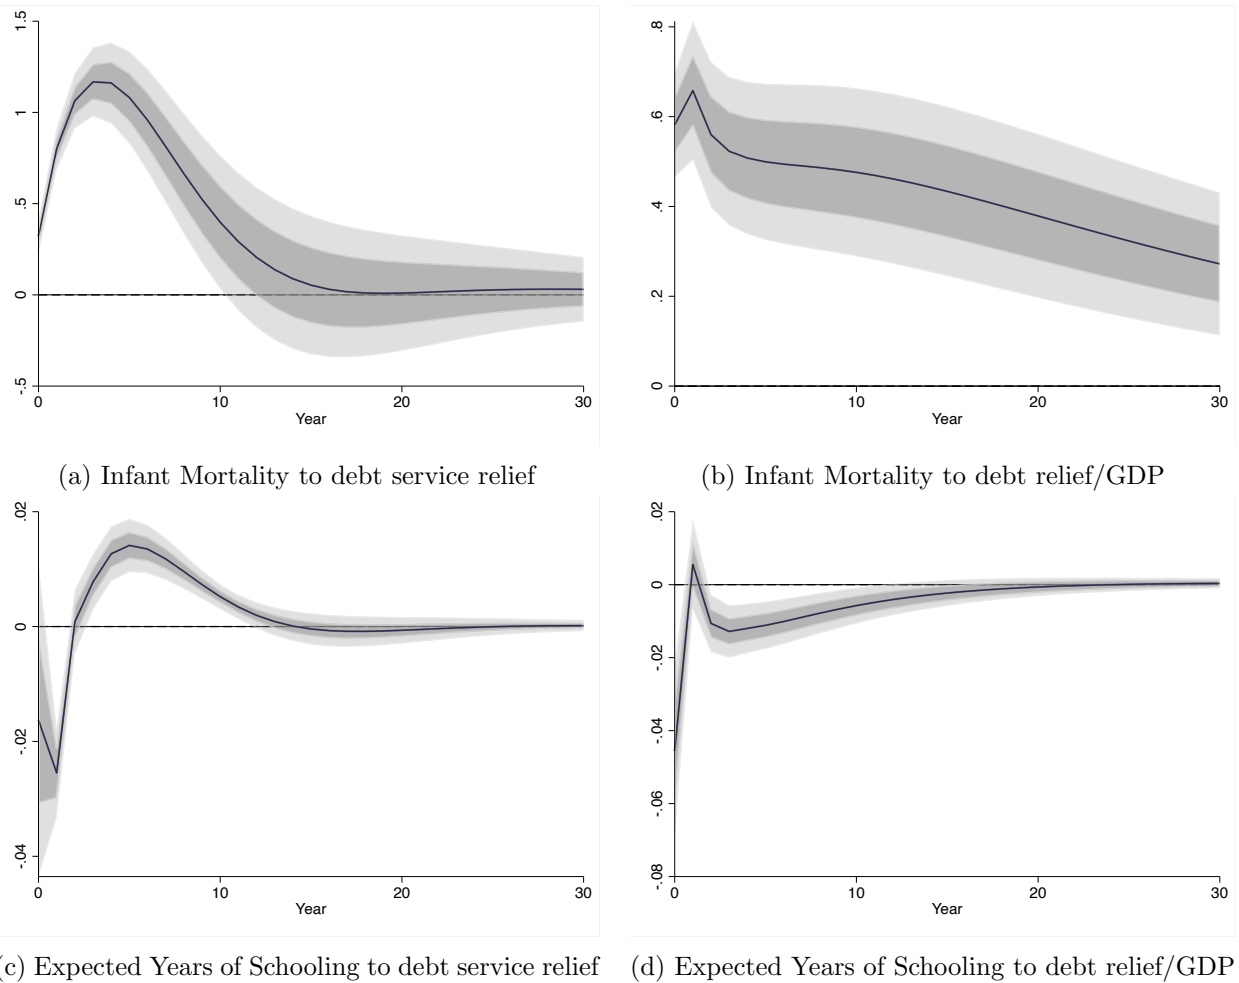 1.5
1
.5
0
-.5
0 10 20 30
Year
(a) Infant Mortality to debt service relief
.8
.6
.4
.2
0
0 10 20 30
Year
(b) Infant Mortality to debt relief/GDP
.02
0
-.02
-.04
0 10 20 30
Year
(c) Expected Years of Schooling to debt service relief
.02
0
-.02
-.04
-.06
-.08
0 10 20 30
Year
(d) Expected Years of Schooling to debt relief/GDP